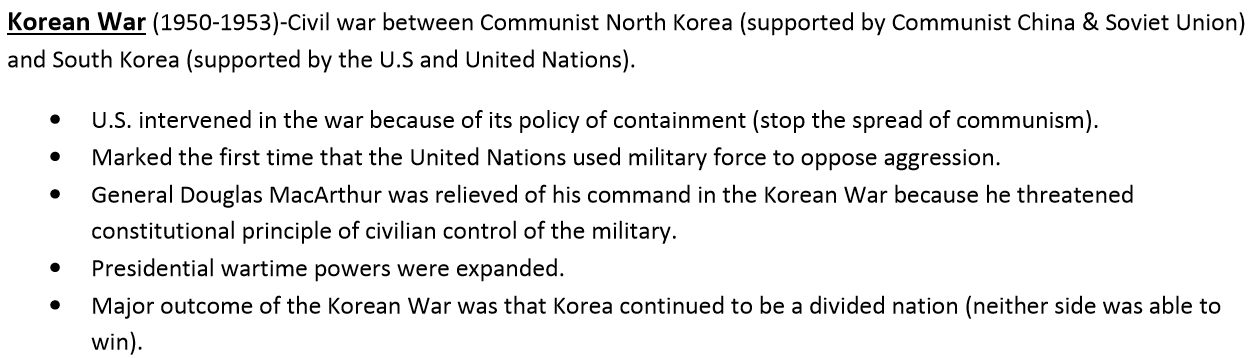 Korean War (1950-1953)-Civil war between Communist North Korea (supported by Communist China & Soviet Union)
and South Korea (supported by the U.S and United Nations).
• U.S. intervened in the war because of its policy of containment (stop the spread of communism).
• Marked the first time that the United Nations used military force to oppose aggression.
• General Douglas MacArthur was relieved of his command in the Korean War because he threatened
constitutional principle of civilian control of the military.
• Presidential wartime powers were expanded.
• Major outcome of the Korean War was that Korea continued to be a divided nation (neither side was able to
win).